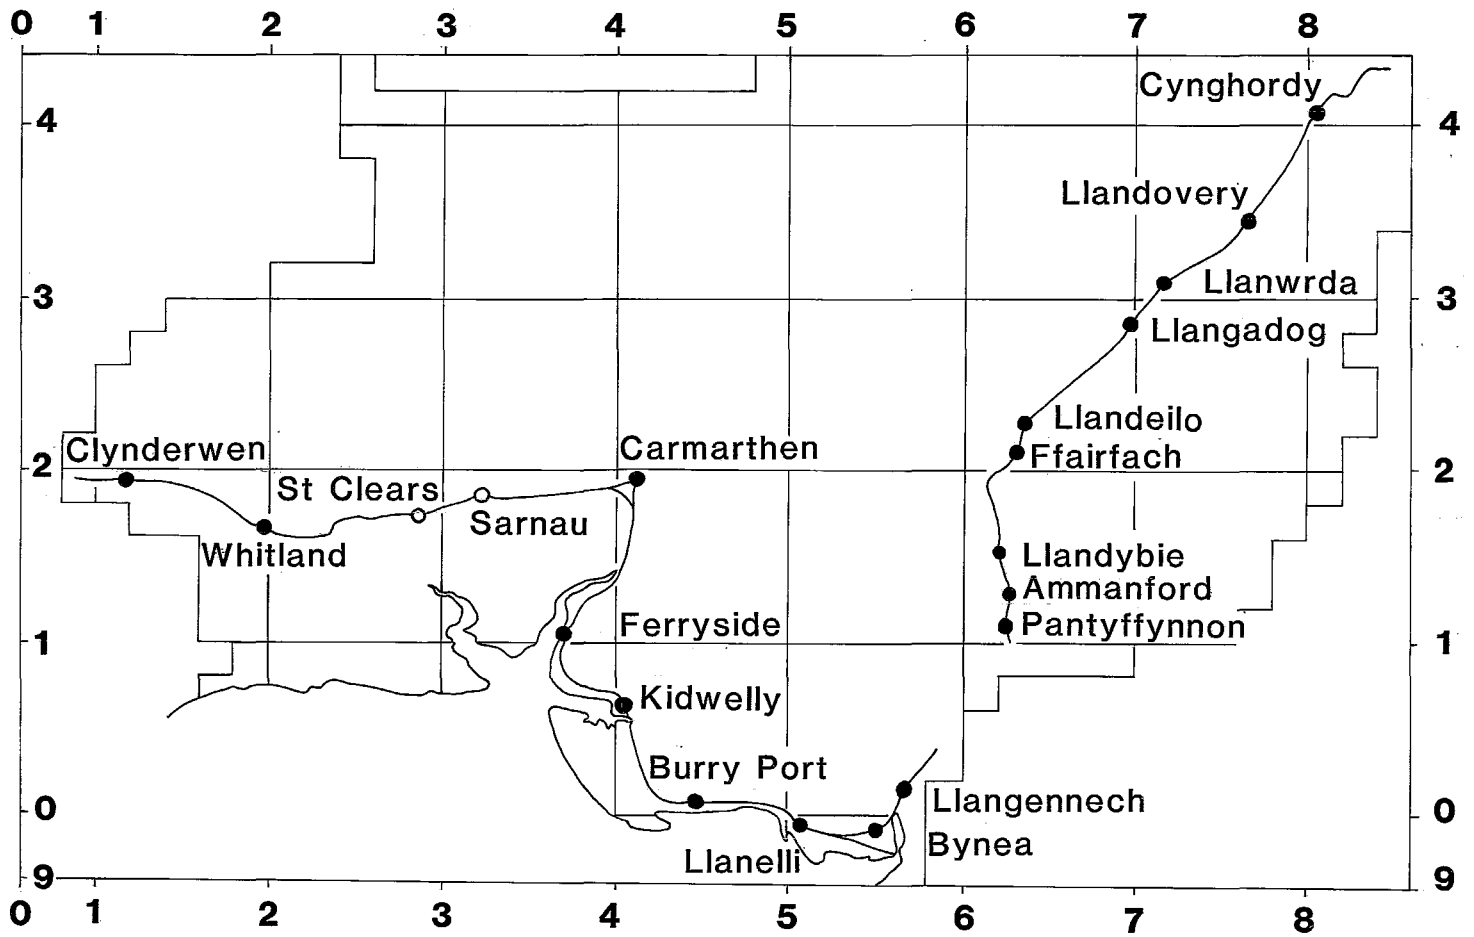 0 1 2 3 4 5 6 7 8
Cynghordy
4 4
Llandovery
Llanwrda
3 3
Llangadog
Llandeilo
Clynderwen Carmarthen
Ffairfach
2 2
St Clears
Sarnau
Whitland Llandybie
Ammanford
Ferryside Pantyffynnon
1 1
Kidwelly
Burry Port
Llangennech
0 0
Bynea
Llanelli
9 9
0 1 2 3 4 5 6 7 8